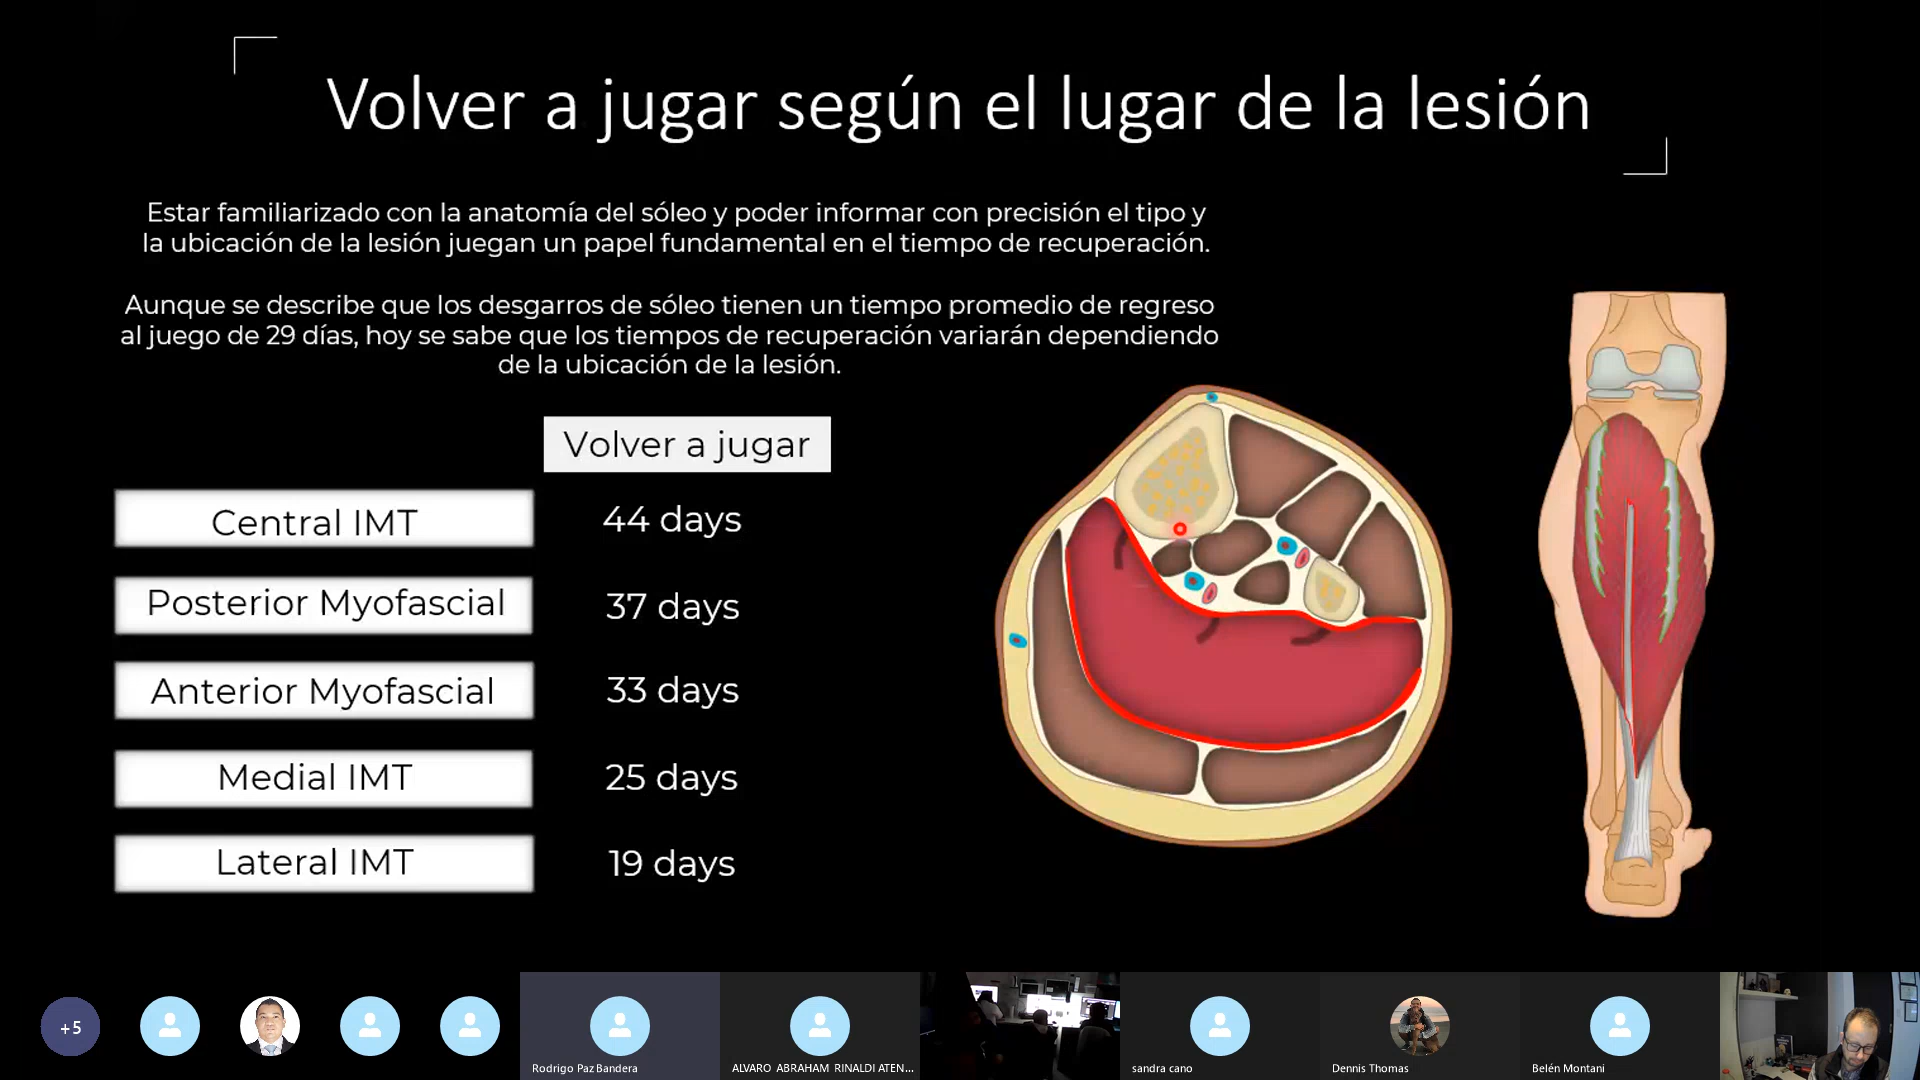 Volver a jugar según el lugar de la lesión
Estar familiarizado con la anatomía del sóleo y poder informar con precisión el tipo y
la ubicación de la lesión juegan un papel fundamental en el tiempo de recuperación.
Aunque se describe que los desgarros de sóleo tienen un tiempo promedio de regreso
al juego de 29 días, hoy se sabe que los tiempos de recuperación variarán dependiendo
de la ubicación de la lesión.
Volver a jugar
Central IMT 44 days
Posterior Myofascial 37 days
Anterior Myofascial 33 days
Medial IMT 25 days
Lateral IMT 19 days
+5
Rodrigo Paz Bandera
ALVARO ABRAHAM RINALDI ATEN...
sandra cano
Dennis Thomas
Belén Montani